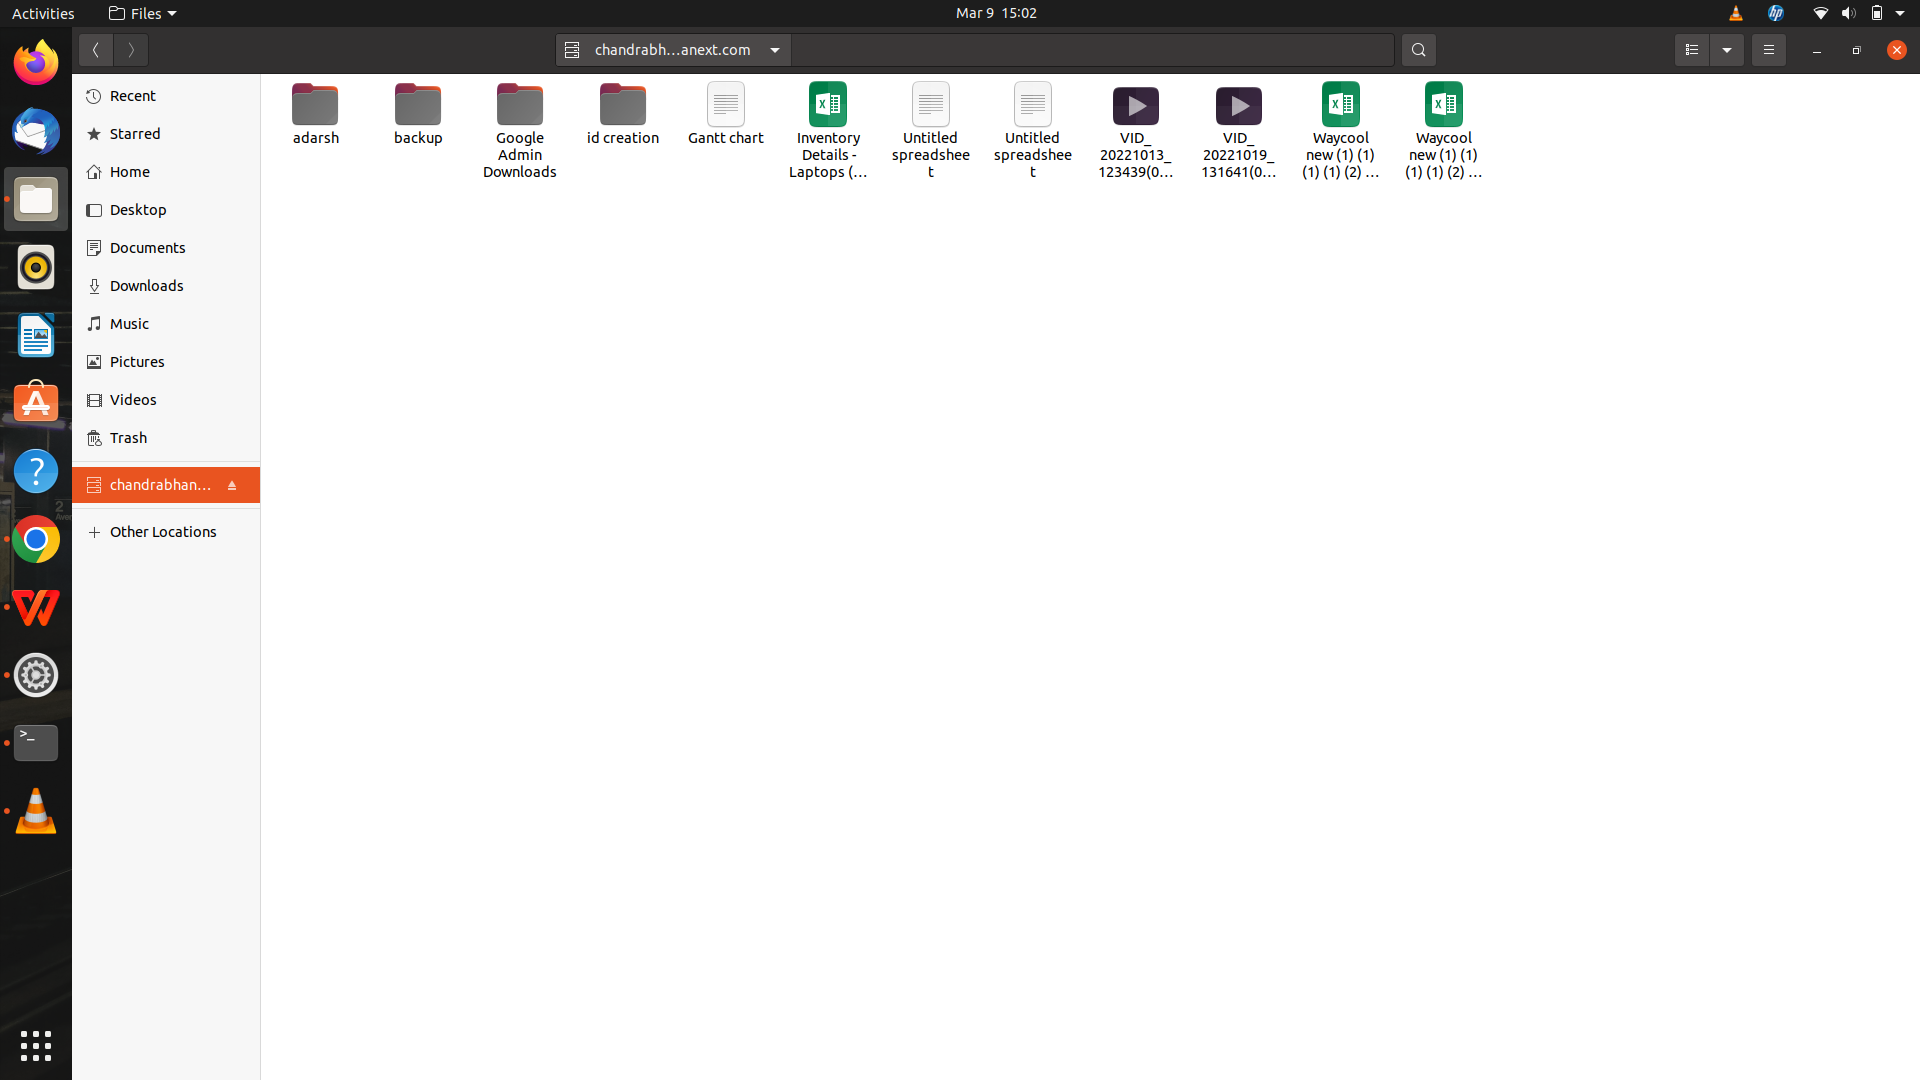 Activities
Files
Mar 9 15:02
hp
chandrabh...anext.com
Recent
Starred
Home
Desktop
Documents
Downloads
Music
Pictures
Videos
Trash
chandrabhan...
Other Locations
adarsh
backup
Google
Admin
Downloads
id creation
Gantt chart
Inventory
Details -
Laptops (...
Untitled
spreadshee
t
Untitled
spreadshee
t
VID_
20221013_
123439(0...
VID_
20221019_
131641(0...
Waycool
new (1) (1)
(1) (1) (2) ...
Waycool
new (1) (1)
(1) (1) (2) ...